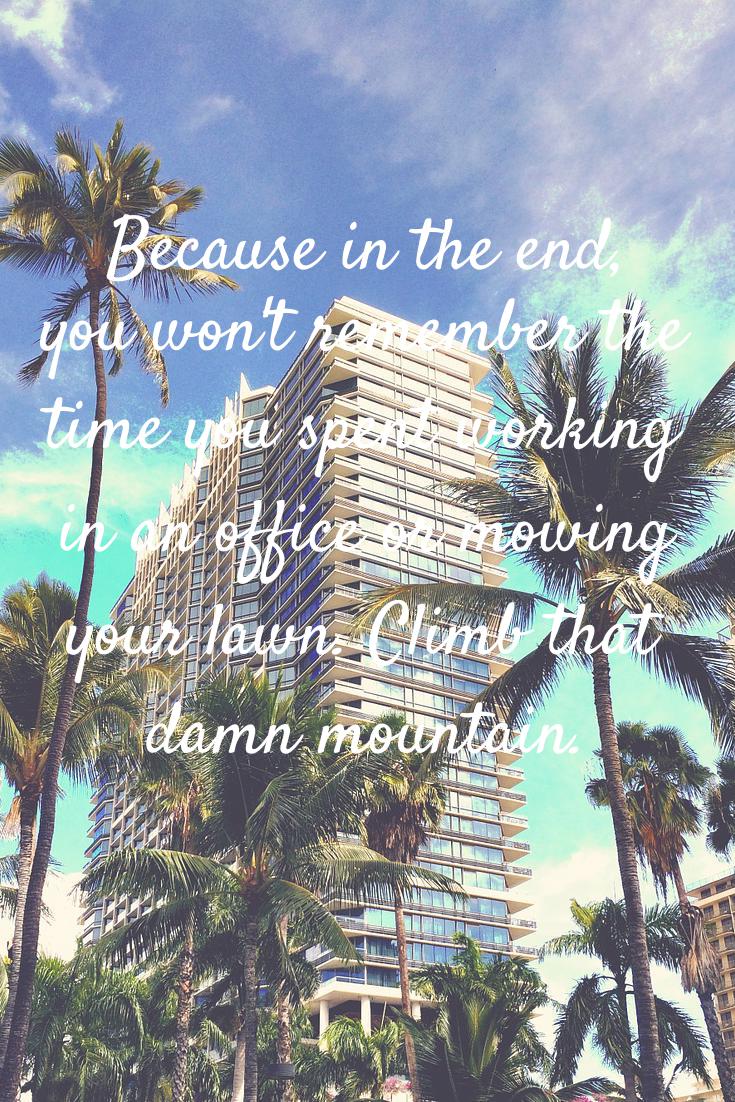 Because in the end,
you won't remember the
time you spent working
in an office or mowing
your lawn. Climb that
damn mountain.